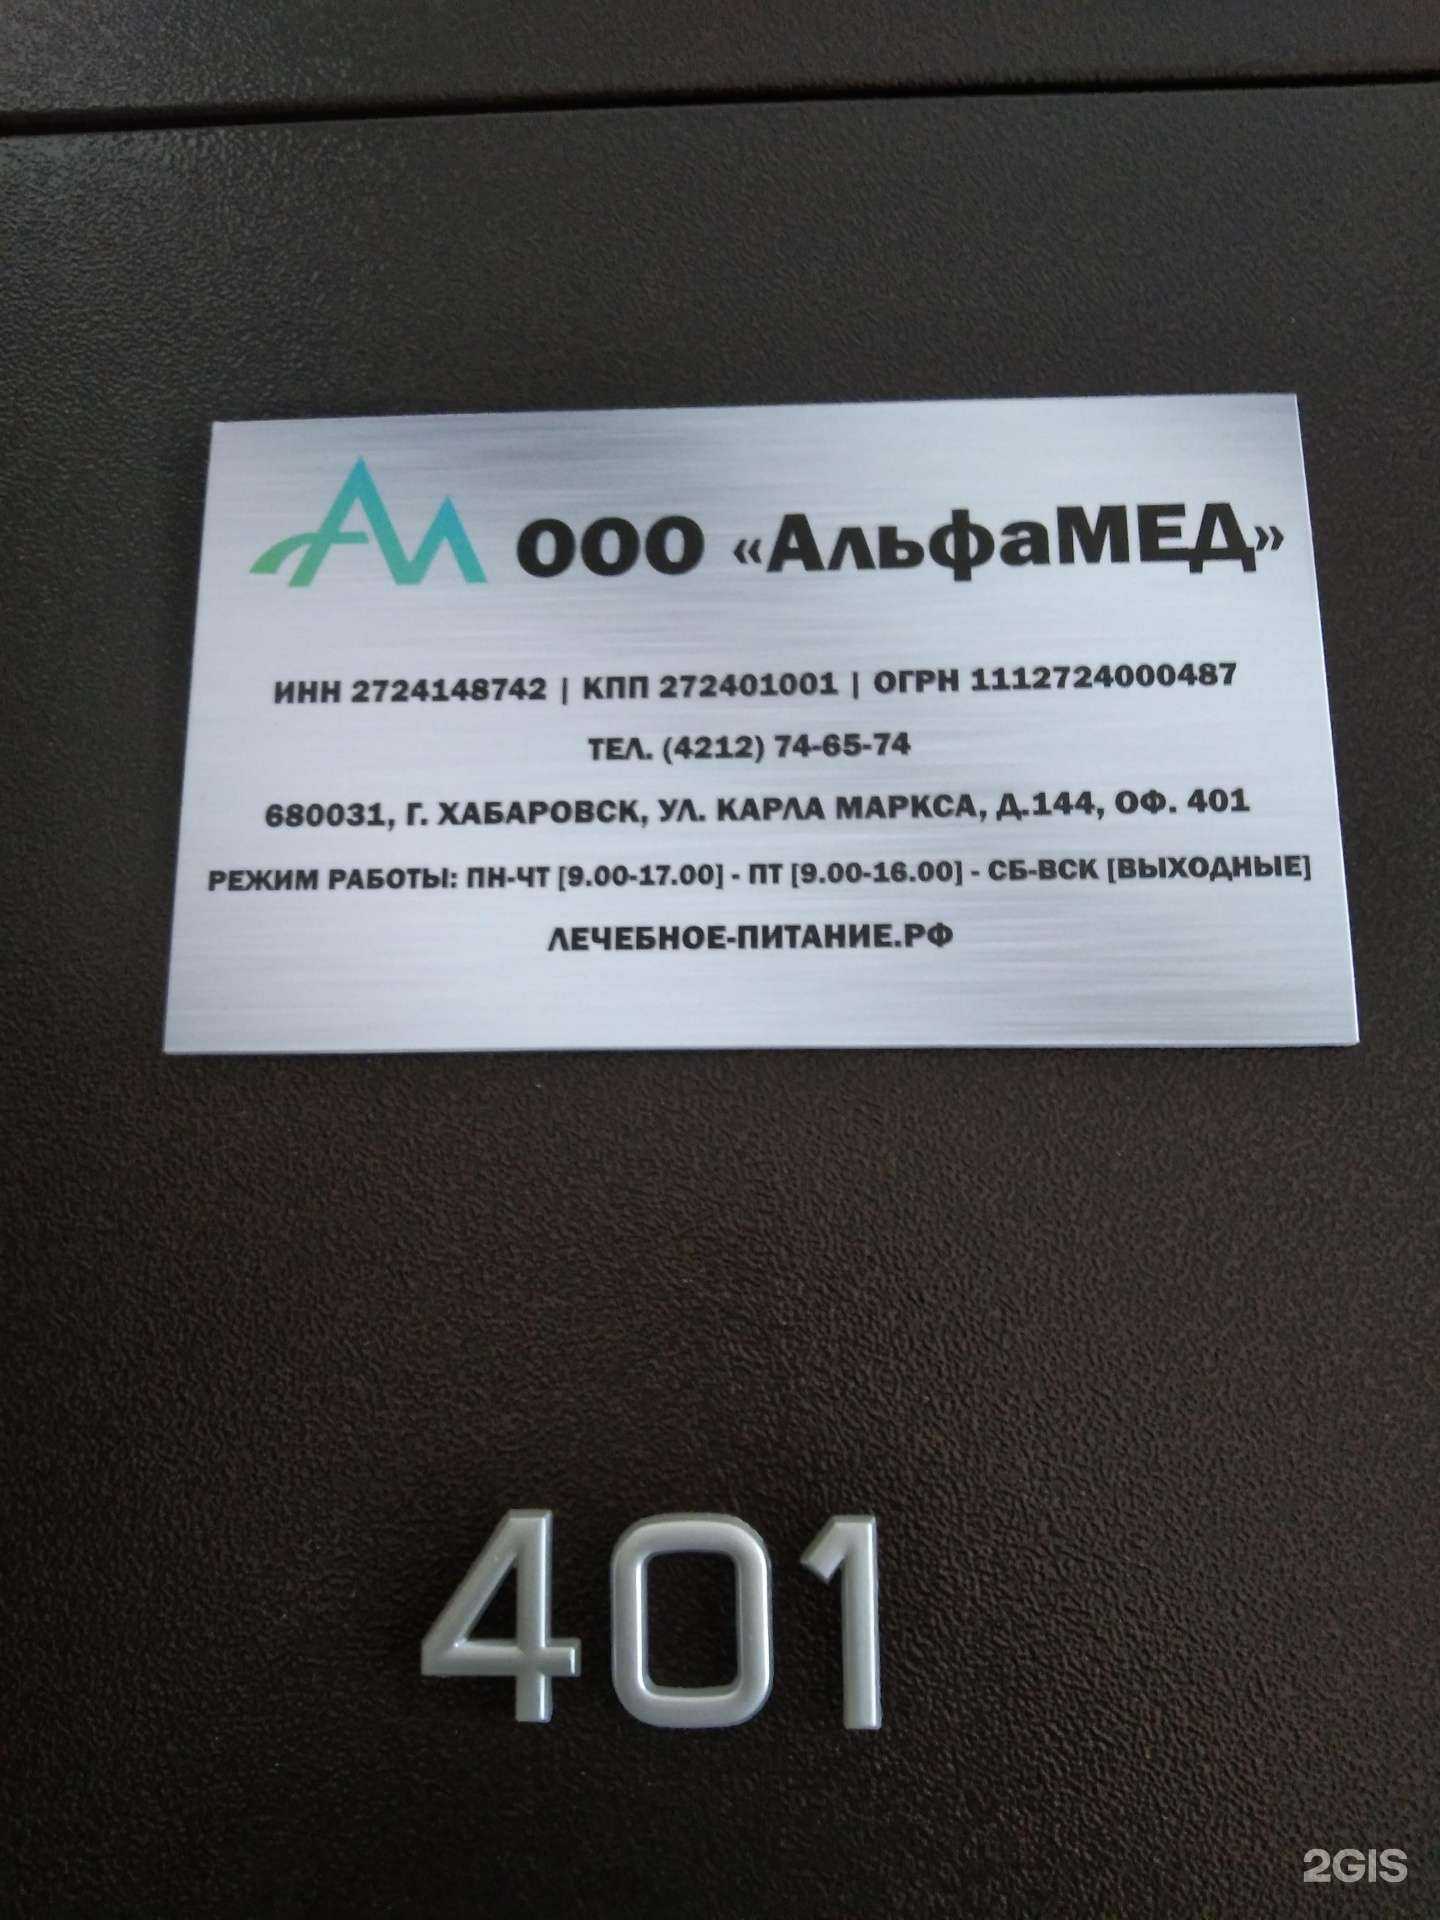 ООО «АльфаМЕД»
ИНН 2724148742 | КПП 272401001 | ОГРН 1112724000487
ТЕЛ. (4212) 74-65-74
680031, Г. ХАБАРОВСК, УЛ. КАРЛА МАРКСА, Д.144, ОФ. 401
РЕЖИМ РАБОТЫ: ПН-ЧТ [9.00-17.00] - ПТ [9.00-16.00] - СБ-ВСК [ВЫХОДНЫЕ]
ЛЕЧЕБНОЕ-ПИТАНИЕ.РФ
401
2GIS